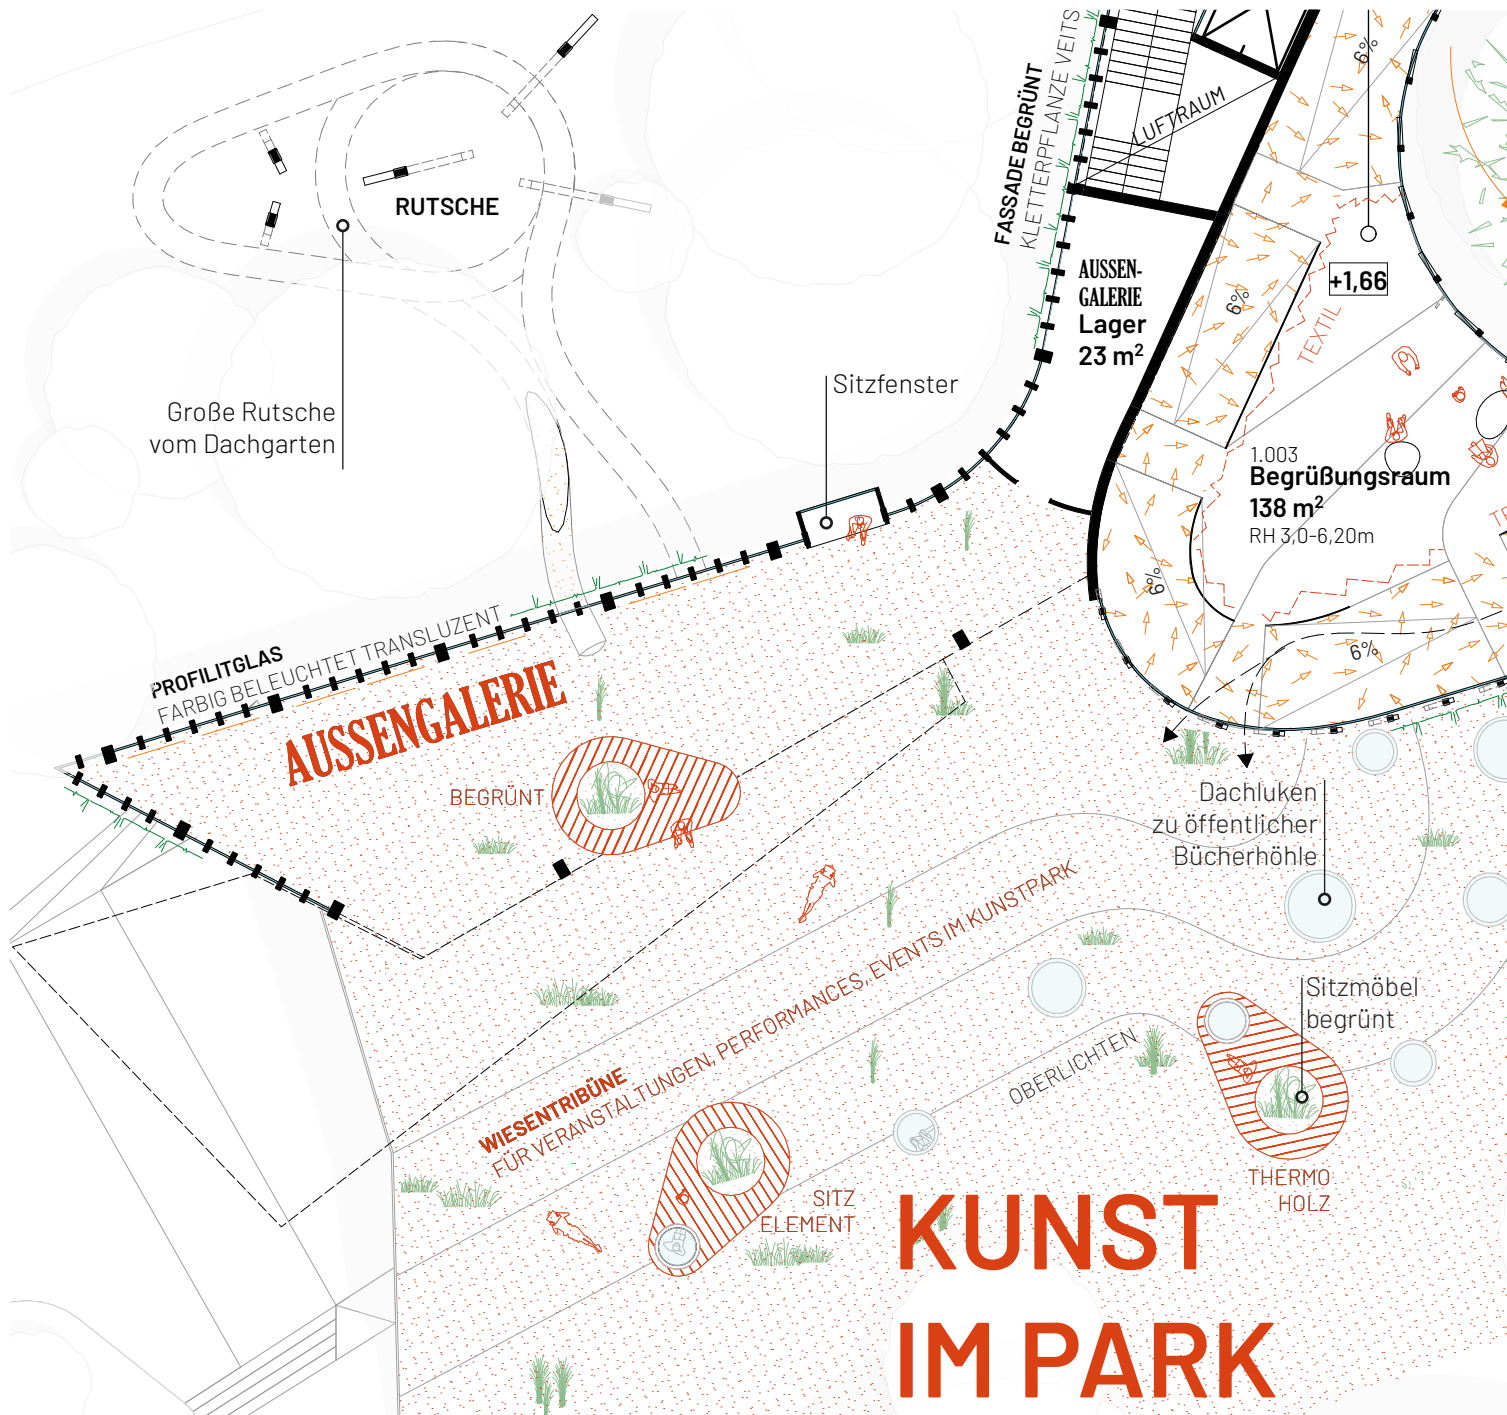 RUTSCHE
Große Rutsche
vom Dachgarten
Sitzfenster
FASSADE BEGRÜNT
KLETTERPFLANZE VEITS
LUFTRAUM
AUSSEN-
GALERIE
Lager
23 m²
6%
6%
+1,66
TEXTIL
1.003
Begrüßungsraum
138 m²
RH 3,0-6,20m
6%
6%
PROFILITGLAS
FARBIG BELEUCHTET TRANSLUZENT
AUSSENGALERIE
BEGRÜNT
Dachluken
zu öffentlicher
Bücherhöhle
WIESENTRIBÜNE
FÜR VERANSTALTUNGEN, PERFORMANCES, EVENTS IM KUNSTPARK
OBERLICHTEN
Sitzmöbel
begrünt
THERMO
HOLZ
SITZ
ELEMENT
KUNST
IM PARK